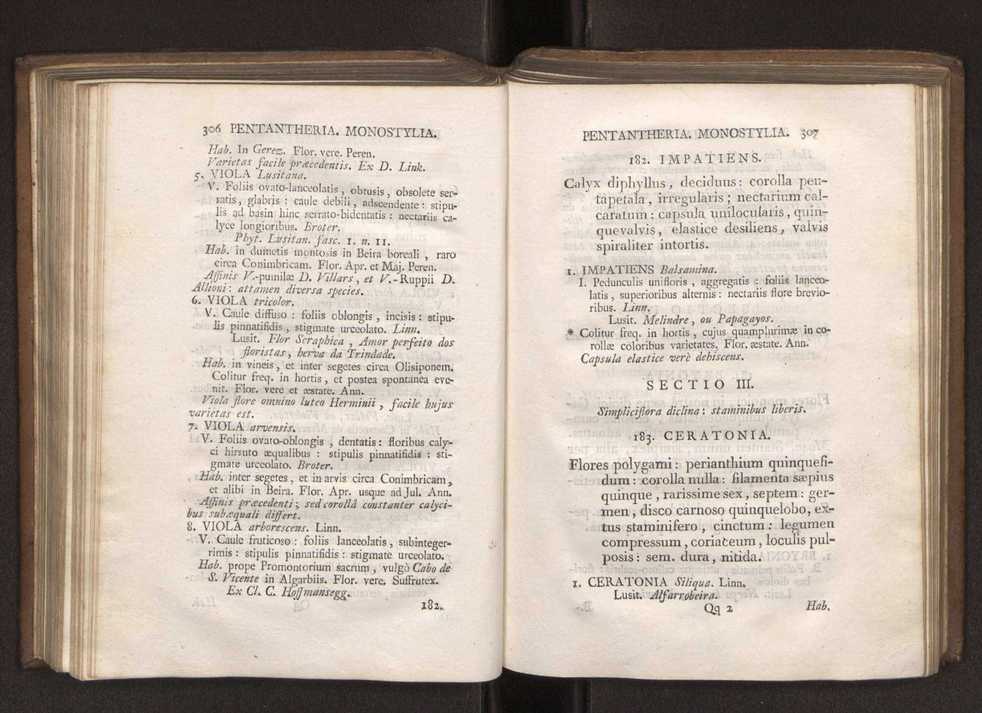 306 PENTANTHERIA. MONOSTYLIA.
Hab. In Gerez. Flor. vere. Peren.
Varietas facile præcedentis. Ex D. Link.
5. VIOLA Lusitana.
V. Foliis ovato-lanceolatis, obtusis, obsolete ser-
ratis, glabris: caule debili, adscendente: stipu-
lis ad basin hinc serrato-bidentatis: nectariis ca-
lyce longioribus. Broter.
Phyt. Lusitan. fasc. 1. n. 11.
Hab. in dumetis montosis in Beira boreali, raro
circa Conimbricam. Flor. Apr. et Maj. Peren.
Affinis V.-pumilæ D. Villars, et V.-Ruppii D.
Allioni: attamen diversa species.
6. VIOLA tricolor.
V. Caule diffuso: foliis oblongis, incisis: stipu-
lis pinnatifidis, stigmate urceolato. Linn.
Lusit. Flor Seraphica, Amor perfeito dos
floristas, herva da Trindade.
Hab. in vineis, et inter segetes circa Olisiponem.
Colitur freq. in hortis, et postea spontanea eve-
nit. Flor. vere et æstate. Ann.
Viola flore omnino luteo Herminii, facile hujus
varietas est.
7. VIOLA arvensis.
V. Foliis ovato-oblongis, dentatis: floribus caly-
ci hirsuto æqualibus: stipulis pinnatifidis: sti-
gmate urceolato. Broter.
Hab. inter segetes, et in arvis circa Conimbricam,
et alibi in Beira. Flor. Apr. usque ad Jul. Ann.
Affinis præcedenti; sed corollâ constanter calyci-
bus subæquali differt.
8. VIOLA arborescens. Linn.
V. Caule fruticoso: foliis lanceolatis, subinteger-
rimis: stipulis pinnatifidis: stigmate urceolato.
Hab. prope Promontorium sacrum, vulgò Cabo de
S. Vicente in Algarbiis. Flor. vere. Suffrutex.
Ex Cl. C. Hoffmansegg.
182.
PENTANTHERIA. MONOSTYLIA. 307
182. IMPATIENS.
Calyx diphyllus, deciduus: corolla pen-
tapetala, irregularis; nectarium cal-
caratum: capsula unilocularis, quin-
quevalvis, elastice desiliens, valvis
spiraliter intortis.
1. IMPATIENS Balsamina.
I. Pedunculis unifloris, aggregatis: foliis lanceo-
latis, superioribus alternis: nectariis flore brevio-
ribus. Linn.
Lusit. Melindre, ou Papagayos.
* Colitur freq. in hortis, cujus quamplurimæ in co-
rollæ coloribus varietates. Flor. æstate. Ann.
Capsula elastice verè dehiscens.
SECTIO III.
Simpliciflora diclina: staminibus liberis.
183. CERATONIA.
Flores polygami: perianthium quinquefi-
dum: corolla nulla: filamenta sæpius
quinque, rarissime sex, septem: ger-
men, disco carnoso quinquelobo, ex-
tus staminifero, cinctum: legumen
compressum, coriaceum, loculis pul-
posis: sem. dura, nitida.
1. CERATONIA Siliqua. Linn.
Lusit. Alfarrobeira.
Qq 2 Hab.